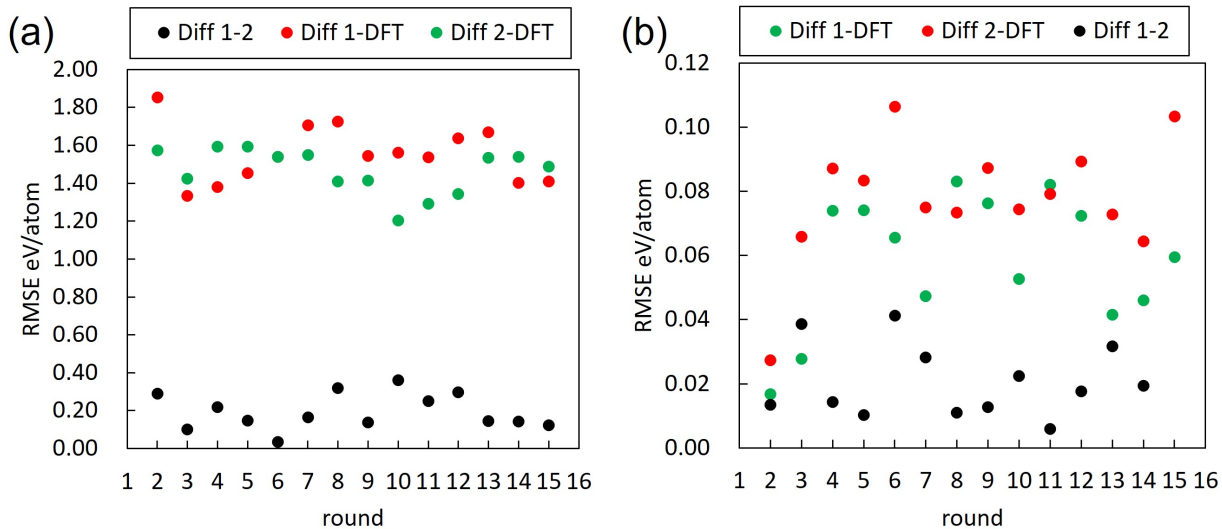 (a)
Diff 1-2 Diff 1-DFT Diff 2-DFT
2.00
1.80
1.60
1.40
1.20
1.00
0.80
0.60
0.40
0.20
0.00
RMSE eV/atom
1 2 3 4 5 6 7 8 9 10 11 12 13 14 15 16
round
(b)
Diff 1-DFT Diff 2-DFT Diff 1-2
0.12
0.10
0.08
0.06
0.04
0.02
0.00
RMSE eV/atom
1 2 3 4 5 6 7 8 9 10 11 12 13 14 15 16
round